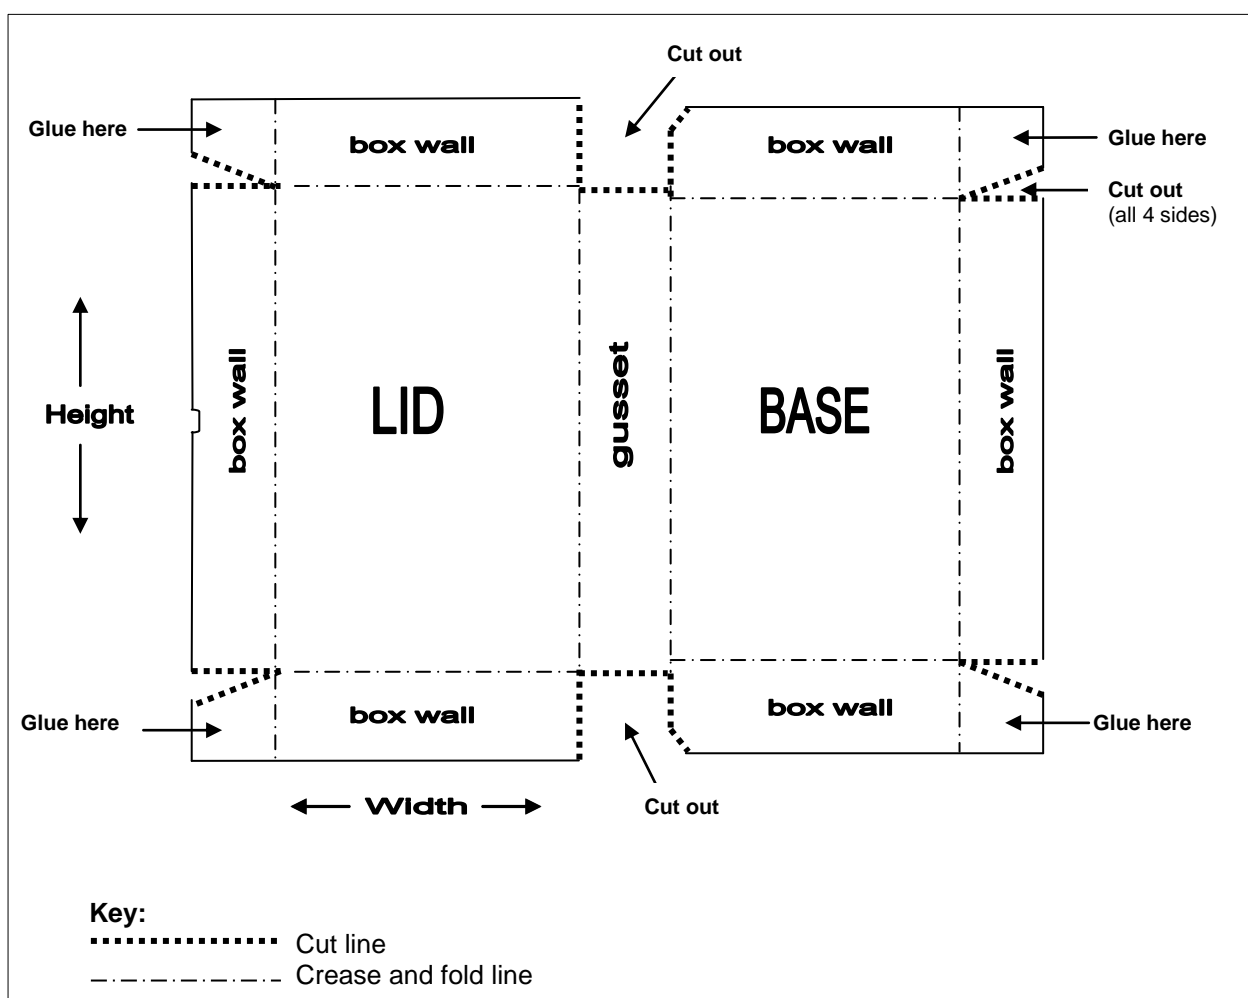 Cut out
Glue here
box wall
box wall
Glue here
Cut out
(all 4 sides)
Height
box wall
LID
gusset
BASE
box wall
Glue here
box wall
box wall
Glue here
Width
Cut out
Key:
Cut line
Crease and fold line